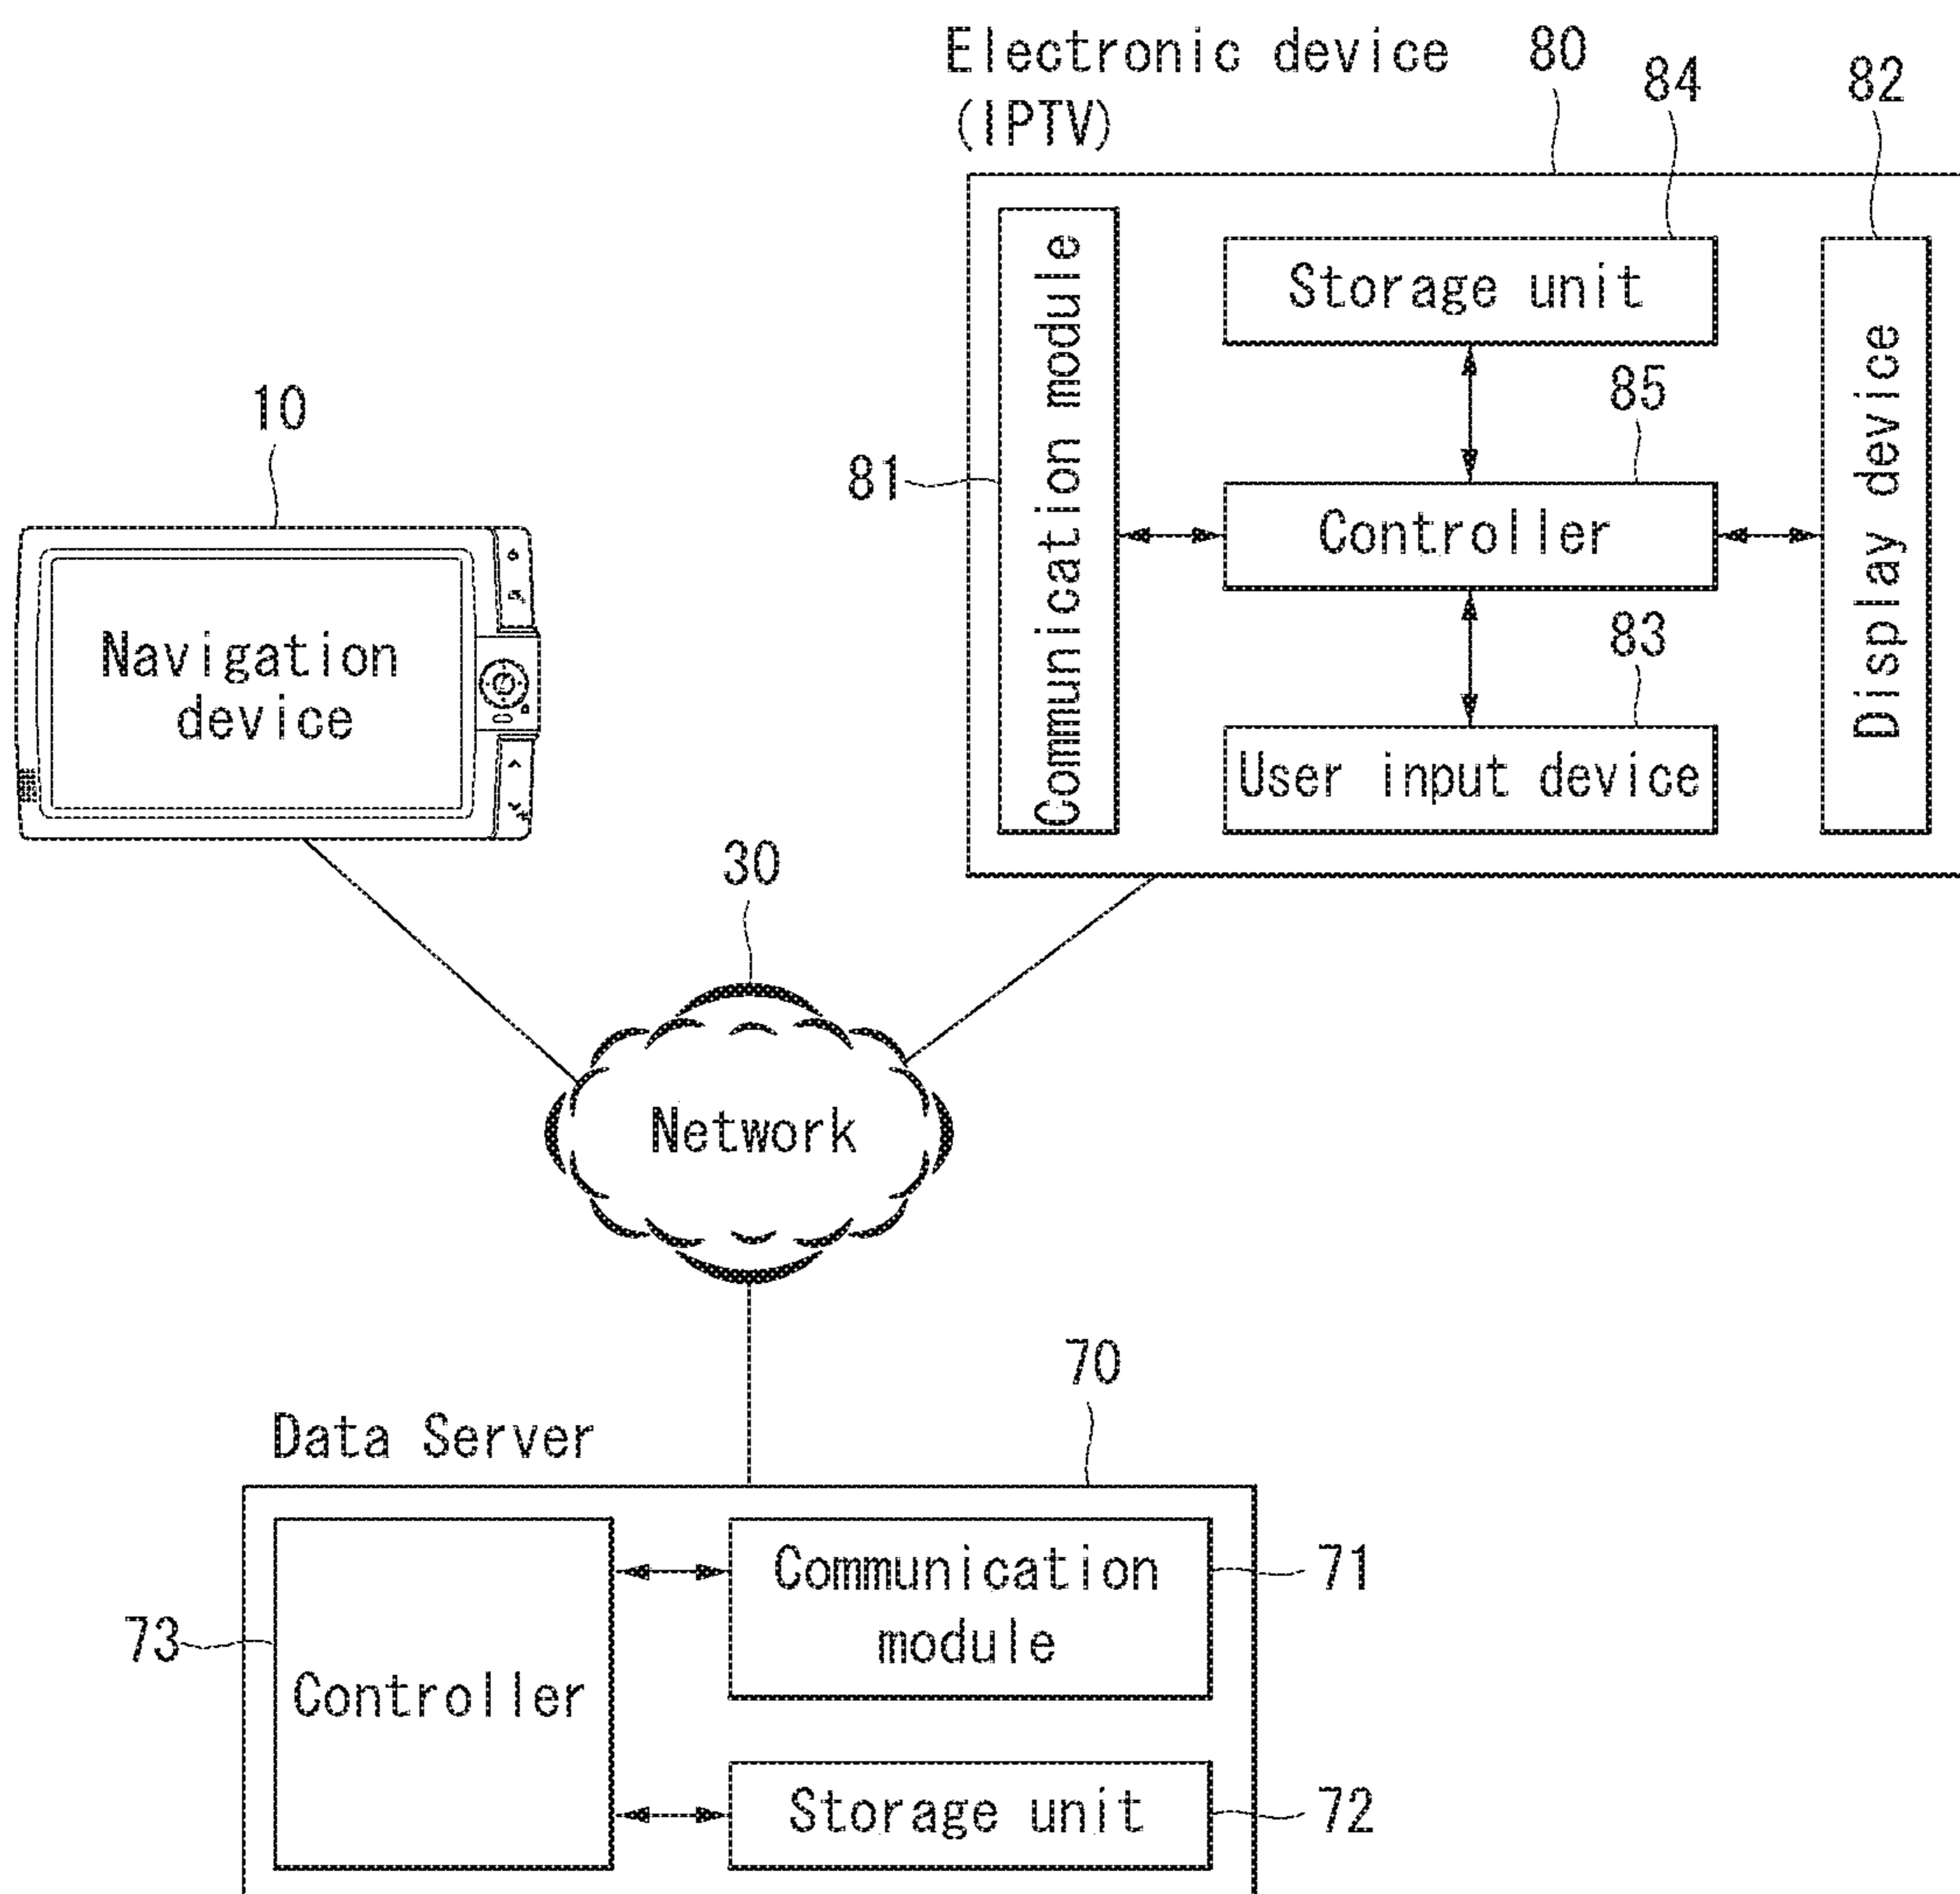 Electronic device 80
(IPTV)
84
82
Communication module
Storage unit
Display device
10
85
81
Controller
Navigation
device
83
User input device
30
Network
70
Data Server
Communication
module
71
73
Controller
Storage unit
72